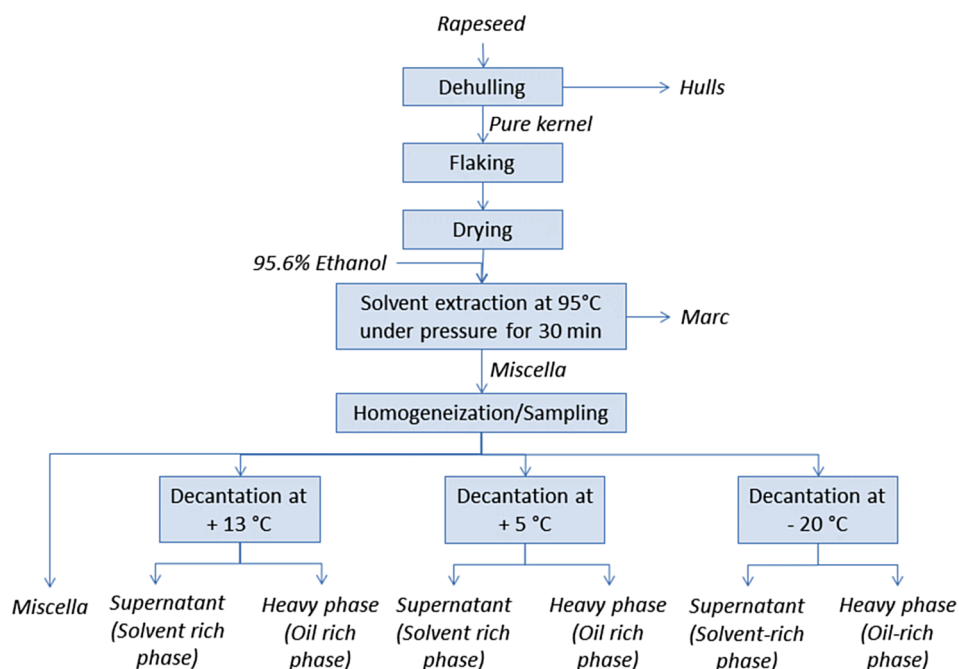 Rapeseed
Dehulling
Hulls
Pure kernel
Flaking
Drying
95.6% Ethanol
Solvent extraction at 95°C
under pressure for 30 min
Marc
Miscella
Homogeneization/Sampling
Decantation at
+ 13 °C
Decantation at
+ 5 °C
Decantation at
- 20 °C
Miscella
Supernatant
(Solvent rich
phase)
Heavy phase
(Oil rich
phase)
Supernatant
(Solvent rich
phase)
Heavy phase
(Oil rich
phase)
Supernatant
(Solvent-rich
phase)
Heavy phase
(Oil-rich
phase)